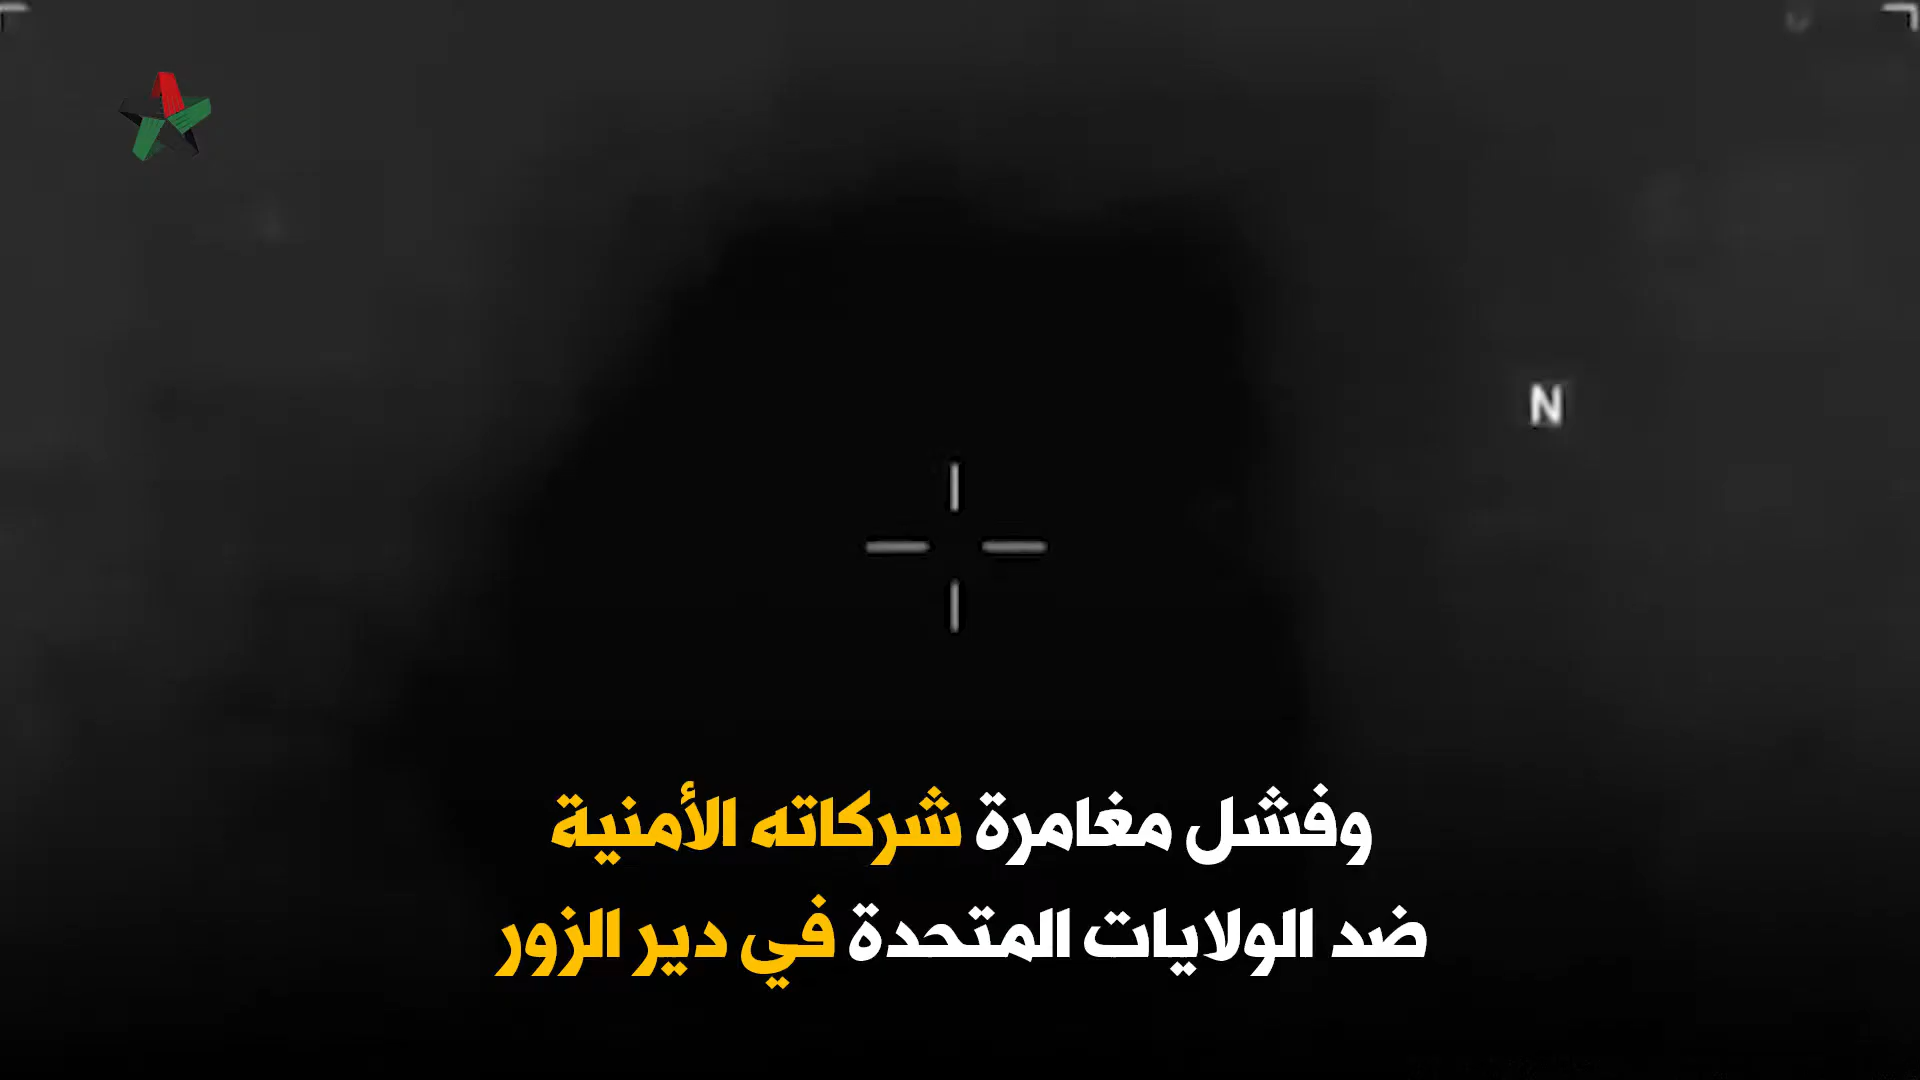 N
وفشل مغامرة شركاته الأمنية
ضد الولايات المتحدة في دير الزور